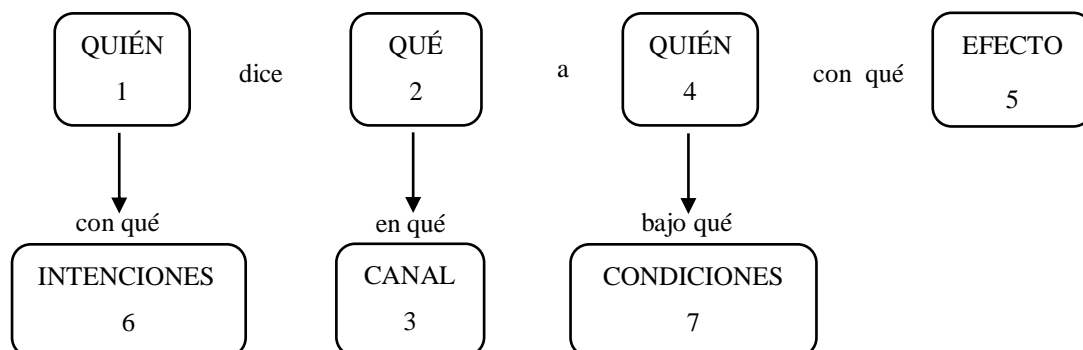 QUIÉN dice QUÉ a QUIÉN con qué EFECTO
1 2 4 5
con qué en qué bajo qué
INTENCIONES CANAL CONDICIONES
6 3 7